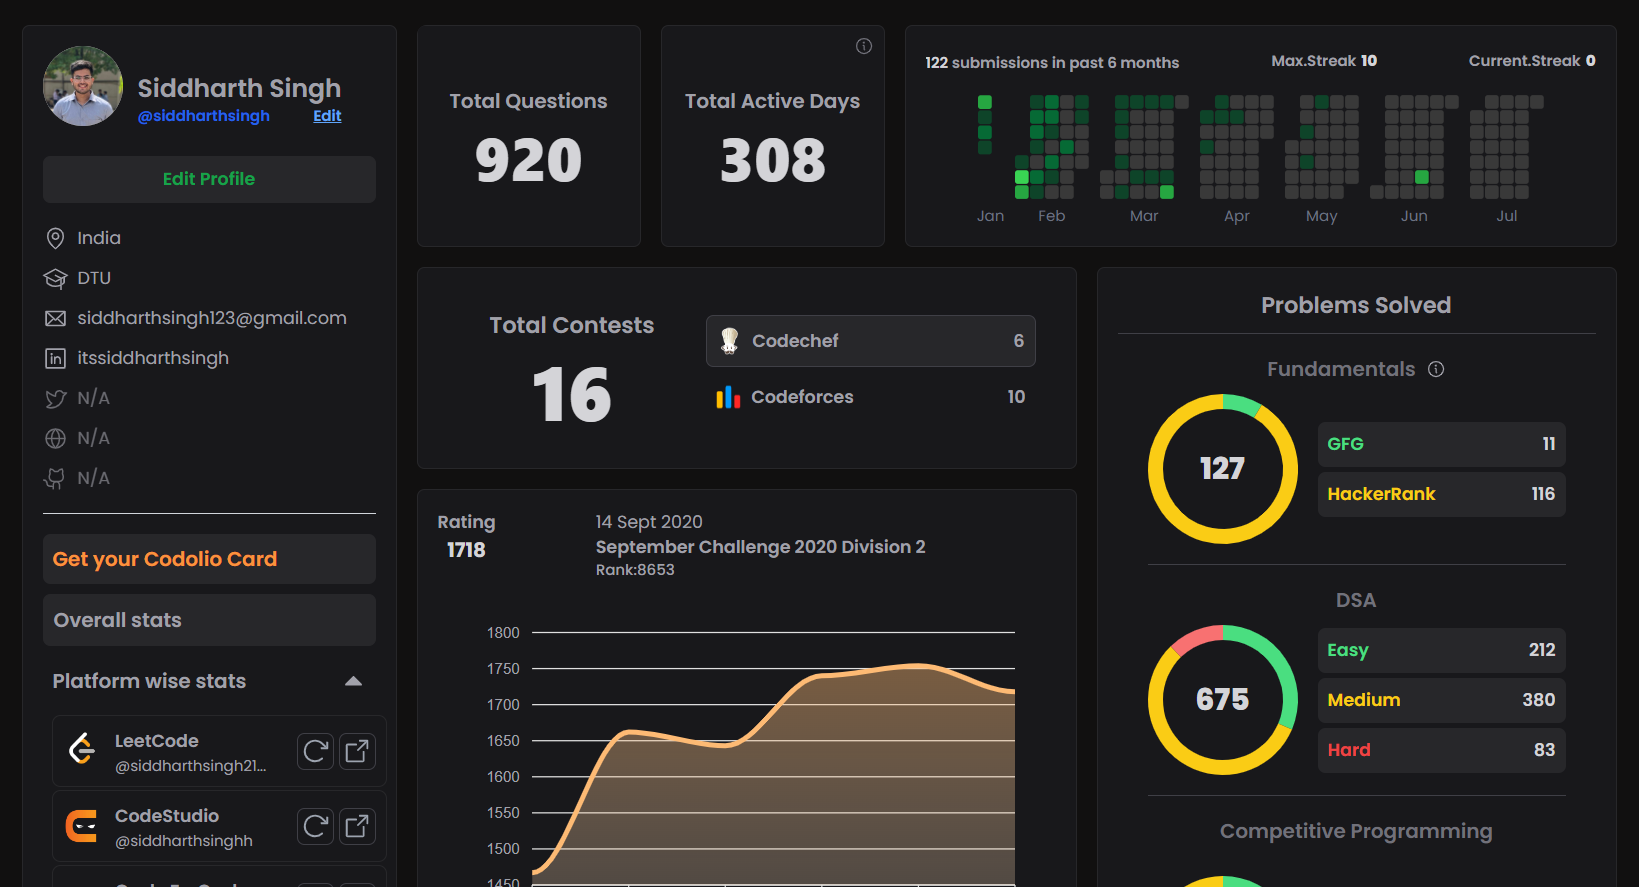 Siddharth Singh
@siddharthsingh Edit
Edit Profile
India
DTU
siddharthsingh123@gmail.com
itssiddharthsingh
N/A
N/A
N/A
Get your Codolio Card
Overall stats
Platform wise stats
LeetCode
@siddharthsingh21...
CodeStudio
@siddharthsinghh
Total Questions
920
Total Active Days
308
122 submissions in past 6 months Max.Streak 10 Current.Streak 0
Jan Feb Mar Apr May Jun Jul
Total Contests
16
Codechef 6
Codeforces 10
Rating
1718
14 Sept 2020
September Challenge 2020 Division 2
Rank:8653
1800
1750
1700
1650
1600
1550
1500
1450
Problems Solved
Fundamentals
127
GFG 11
HackerRank 116
DSA
675
Easy 212
Medium 380
Hard 83
Competitive Programming